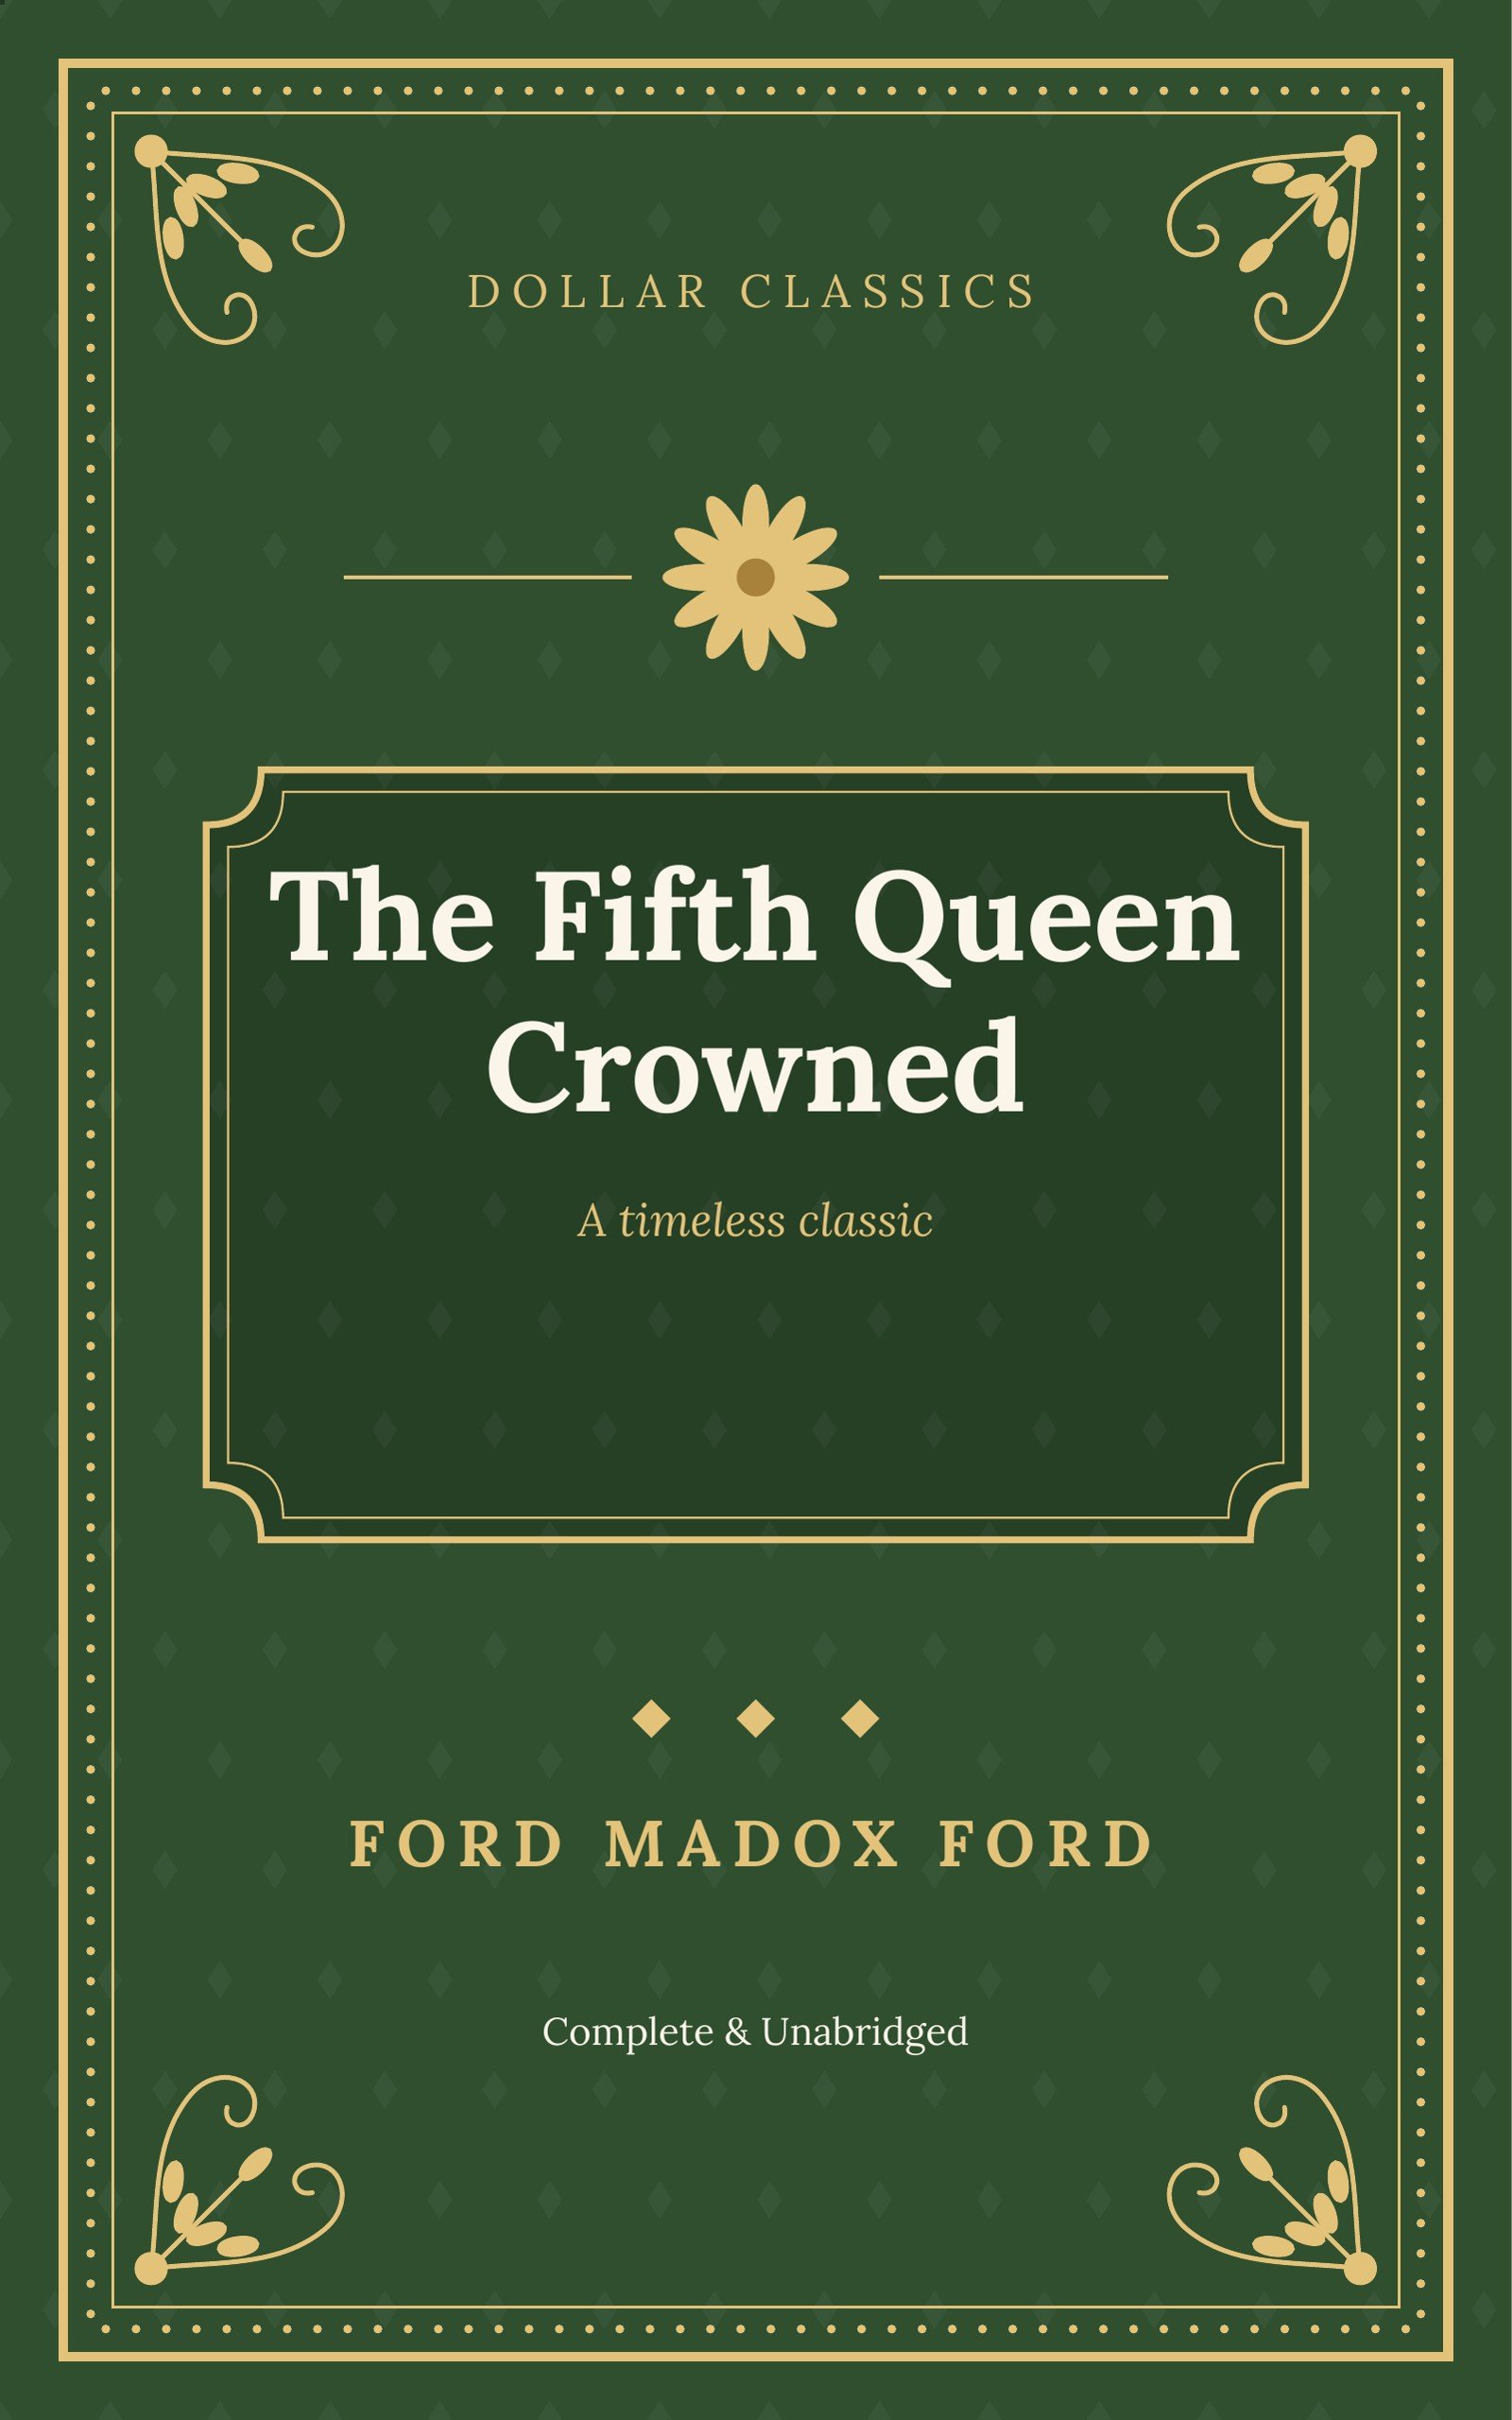 DOLLAR CLASSICS
The Fifth Queen
Crowned
A timeless classic
FORD MADOX FORD
Complete & Unabridged